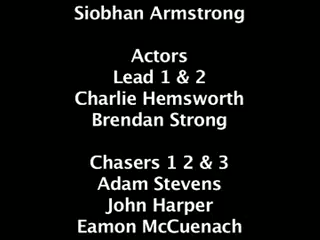 Siobhan Armstrong
Actors
Lead 1 & 2
Charlie Hemsworth
Brendan Strong
Chasers 1 2 & 3
Adam Stevens
John Harper
Eamon McCuenach